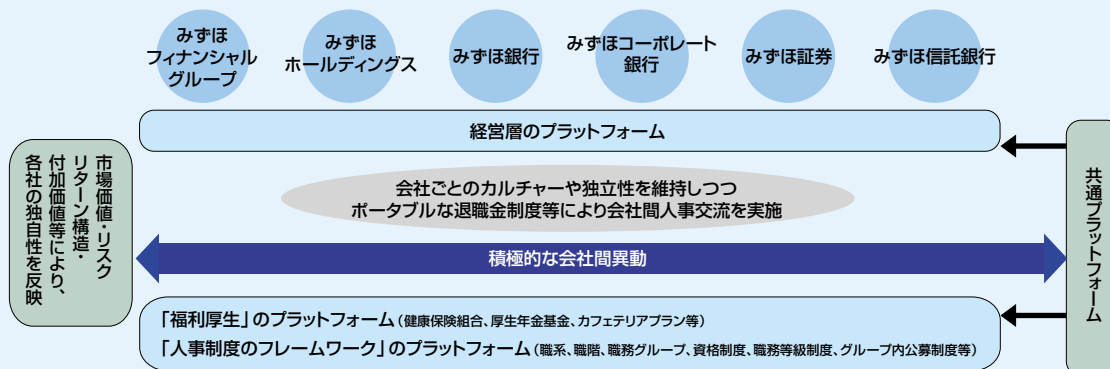 みずほ
フィナンシャル
グループ
みずほ
ホールディングス
みずほ銀行
みずほコーポレート
銀行
みずほ証券
みずほ信託銀行
経営層のプラットフォーム
市場価値・リスク
リターン構造・
付加価値等により、
各社の独自性を反映
会社ごとのカルチャーや独立性を維持しつつ
ポータブルな退職金制度等により会社間人事交流を実施
積極的な会社間異動
共通プラットフォーム
「福利厚生」のプラットフォーム（健康保険組合、厚生年金基金、カフェテリアプラン等）
「人事制度のフレームワーク」のプラットフォーム（職系、職階、職務グループ、資格制度、職務等級制度、グループ内公募制度等）